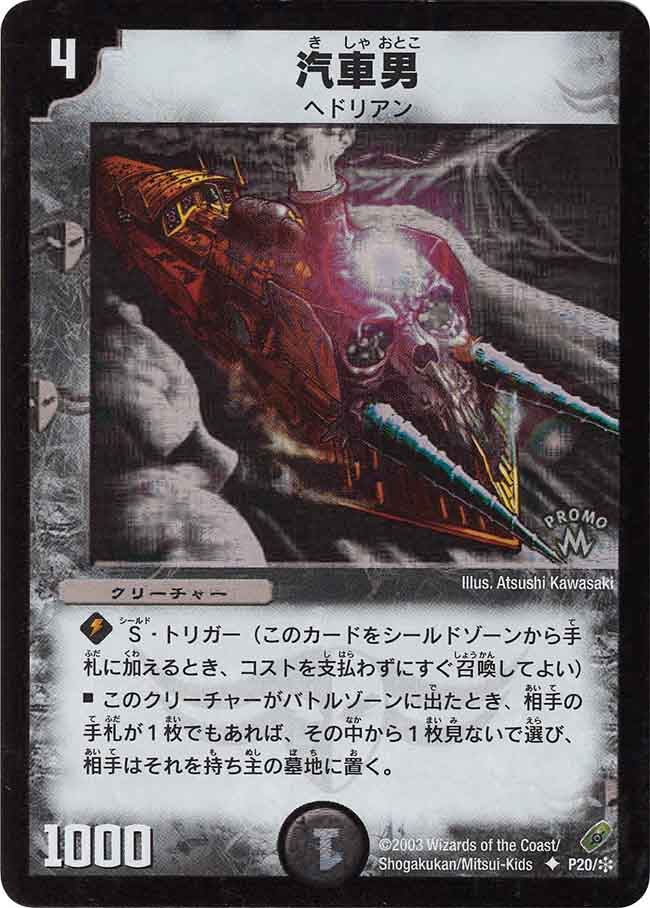 4
汽車男
き しゃ おとこ
ヘドリアン
PROMO
M
Illus. Atsushi Kawasaki
クリーチャー
S・トリガー（このカードをシールドゾーンから手
札に加えるとき、コストを支払わずにすぐ召喚してよい）
■ このクリーチャーがバトルゾーンに出たとき、相手の
手札が１枚でもあれば、その中から１枚見ないで選び、
相手はそれを持ち主の墓地に置く。
1000
1
©2003 Wizards of the Coast/
Shogakukan/Mitsui-Kids ✦ P20/✻